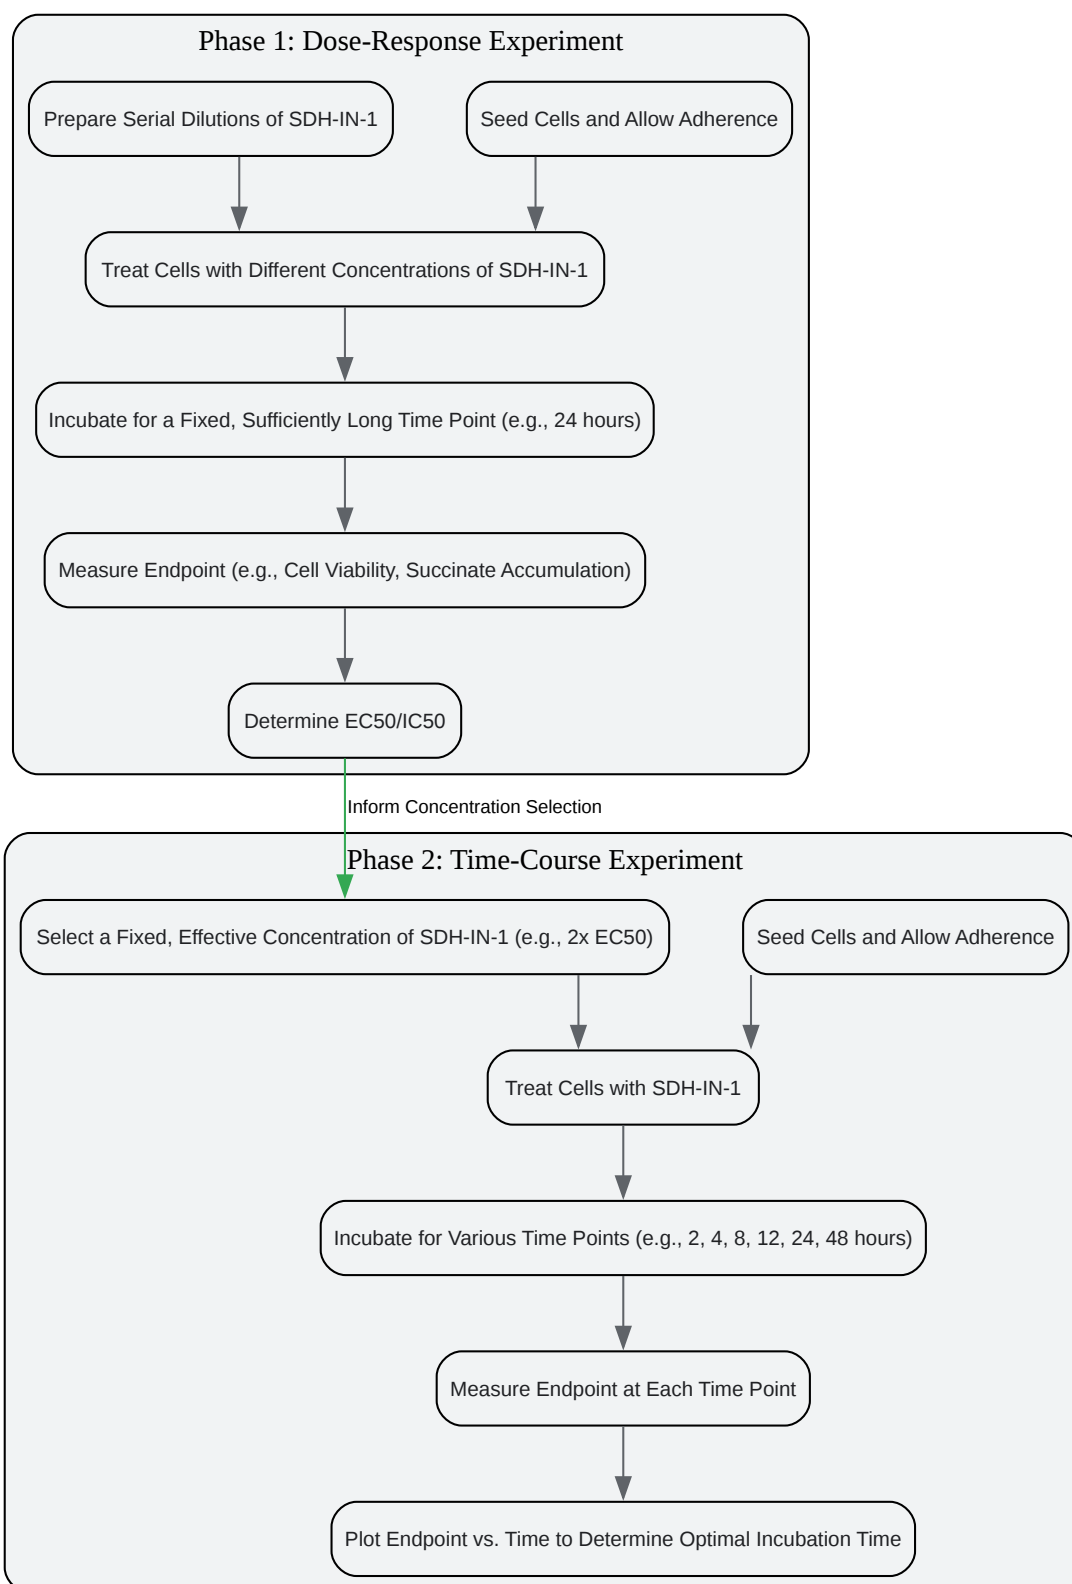 Phase 1: Dose-Response Experiment
Prepare Serial Dilutions of SDH-IN-1
Seed Cells and Allow Adherence
Treat Cells with Different Concentrations of SDH-IN-1
Incubate for a Fixed, Sufficiently Long Time Point (e.g., 24 hours)
Measure Endpoint (e.g., Cell Viability, Succinate Accumulation)
Determine EC50/IC50
Inform Concentration Selection
Phase 2: Time-Course Experiment
Select a Fixed, Effective Concentration of SDH-IN-1 (e.g., 2x EC50)
Seed Cells and Allow Adherence
Treat Cells with SDH-IN-1
Incubate for Various Time Points (e.g., 2, 4, 8, 12, 24, 48 hours)
Measure Endpoint at Each Time Point
Plot Endpoint vs. Time to Determine Optimal Incubation Time